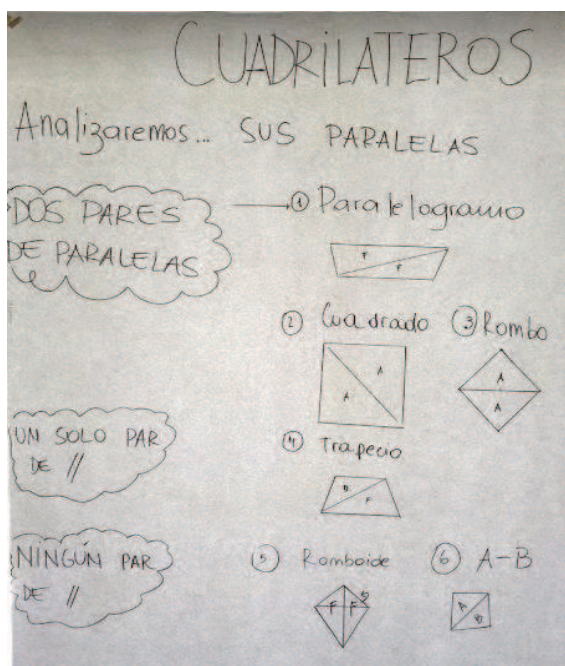 CUADRILATEROS
Analizaremos... SUS PARALELAS
DOS PARES
DE PARALELAS
① Paralelogramo
F
F
② Cuadrado ③ Rombo
A
A
A
A
UN SOLO PAR
DE //
④ Trapecio
D
F
NINGÚN PAR
DE //
⑤ Romboide ⑥ A-B
F F
A
B